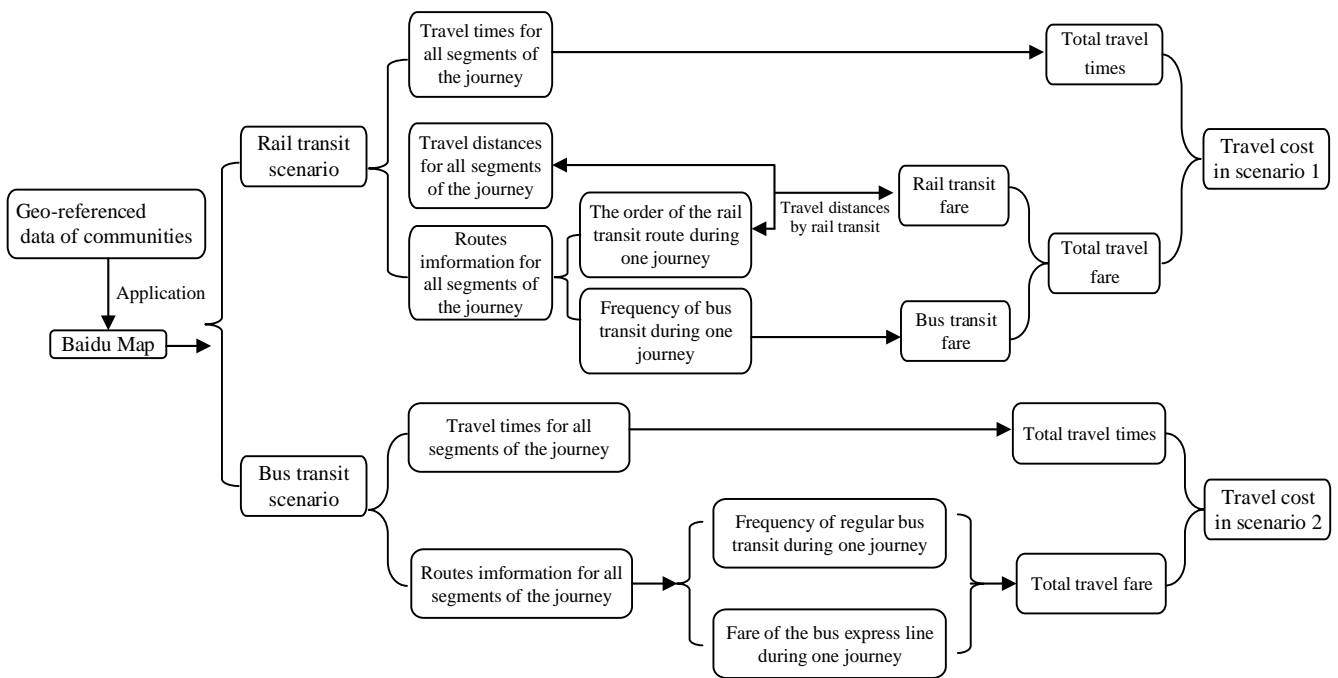 Geo-referenced
data of communities
Application
Baidu Map
Rail transit
scenario
Travel times for
all segments of
the journey
Travel distances
for all segments
of the journey
Routes
imformation for
all segments of
the journey
The order of the rail
transit route during
one journey
Frequency of bus
transit during one
journey
Travel distances
by rail transit
Rail transit
fare
Bus transit
fare
Total travel
times
Total travel
fare
Travel cost
in scenario 1
Bus transit
scenario
Travel times for all
segments of the journey
Routes imformation for all
segments of the journey
Frequency of regular bus
transit during one journey
Fare of the bus express line
during one journey
Total travel times
Total travel fare
Travel cost
in scenario 2